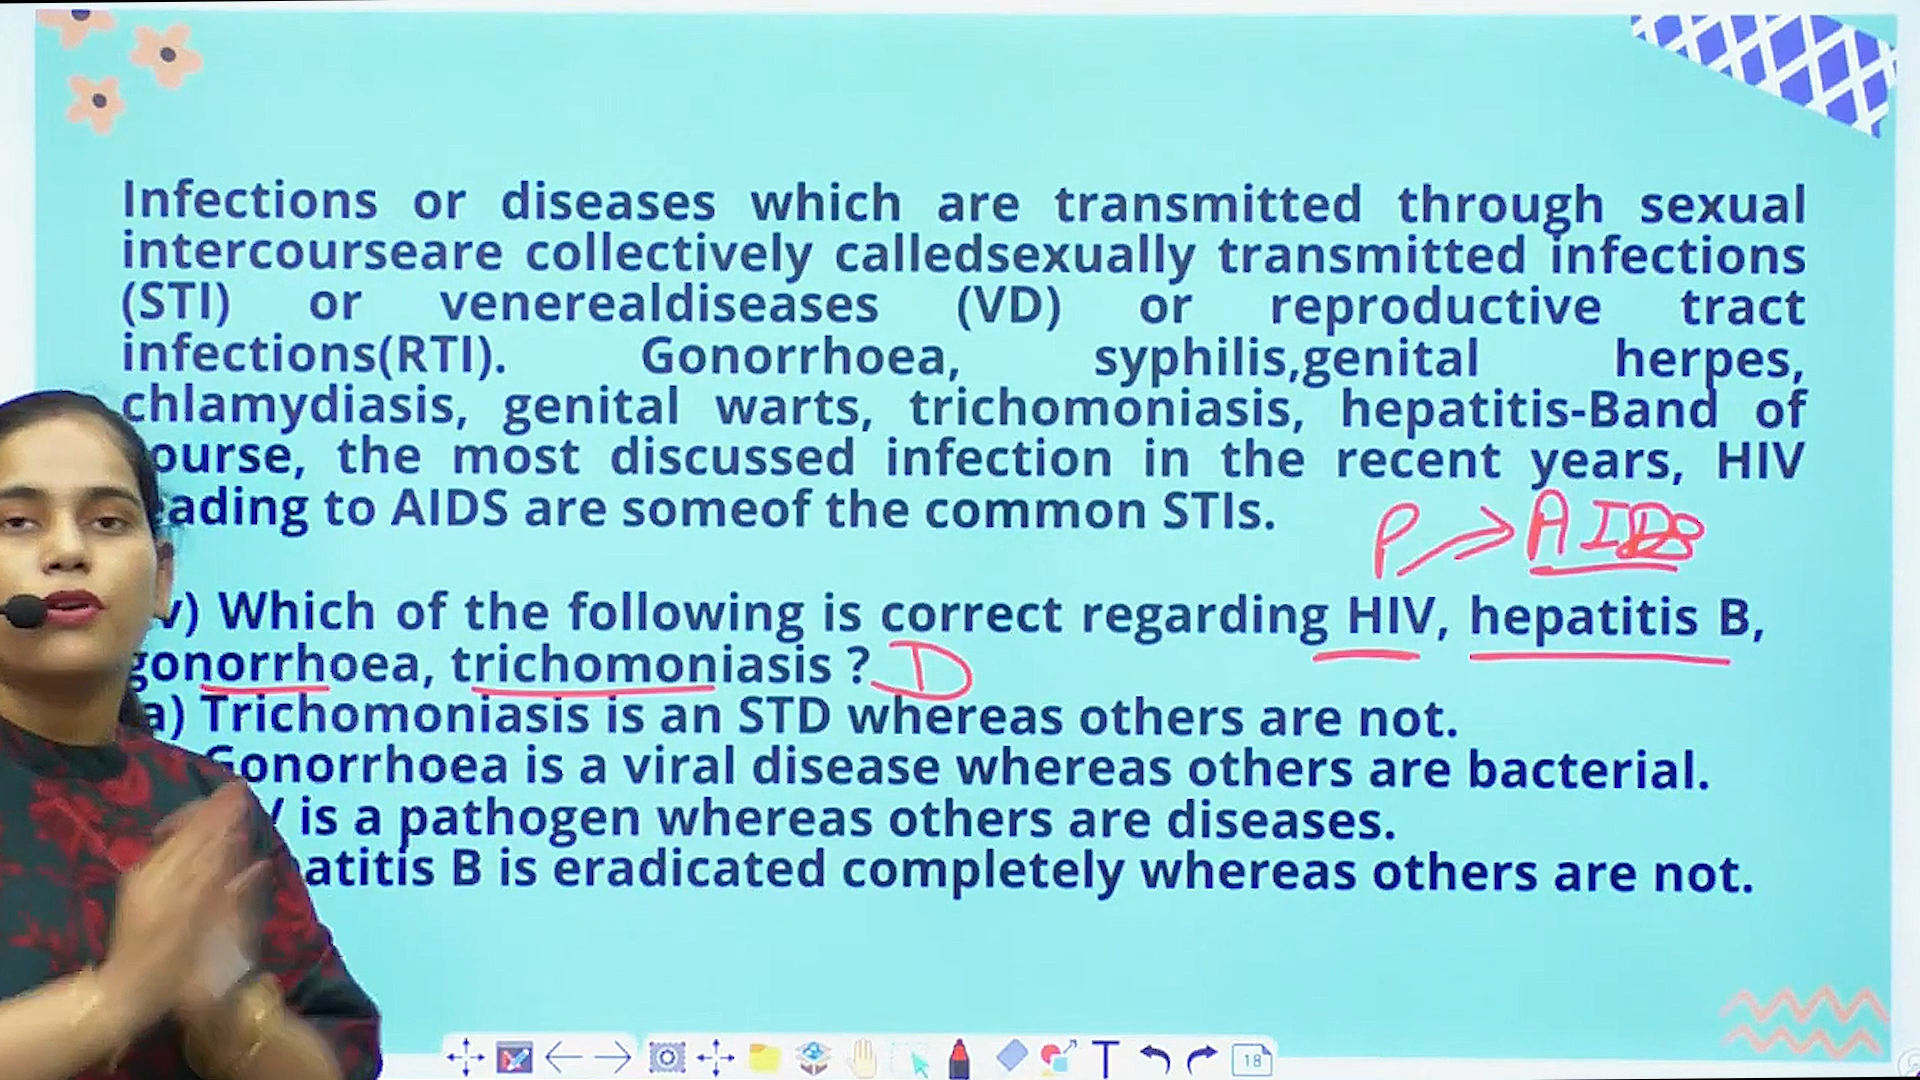 Infections or diseases which are transmitted through sexual
intercourseare collectively calledsexually transmitted infections
(STI) or venerealdiseases (VD) or reproductive tract
infections(RTI). Gonorrhoea, syphilis,genital herpes,
chlamydiasis, genital warts, trichomoniasis, hepatitis-Band of
ourse, the most discussed infection in the recent years, HIV
ading to AIDS are someof the common STIs.
P → AIDS
v) Which of the following is correct regarding HIV, hepatitis B,
gonorrhoea, trichomoniasis ? D
a) Trichomoniasis is an STD whereas others are not.
Gonorrhoea is a viral disease whereas others are bacterial.
V is a pathogen whereas others are diseases.
patitis B is eradicated completely whereas others are not.
T 18